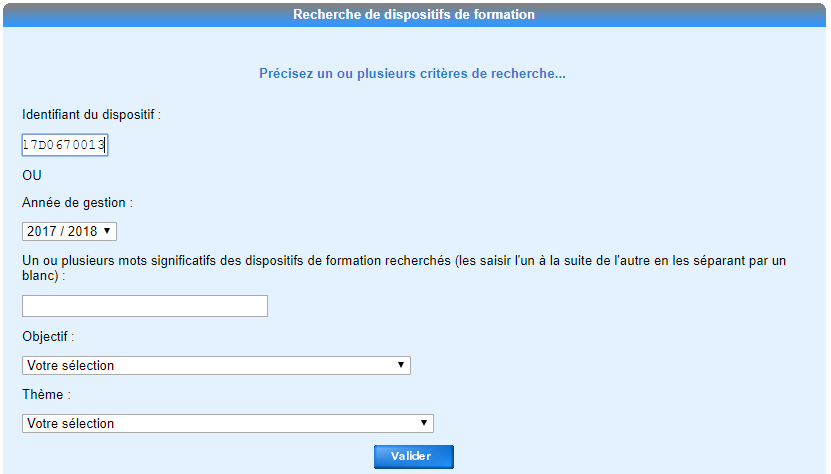 Recherche de dispositifs de formation
Précisez un ou plusieurs critères de recherche...
Identifiant du dispositif :
17D0670013
OU
Année de gestion :
2017 / 2018
Un ou plusieurs mots significatifs des dispositifs de formation recherchés (les saisir l'un à la suite de l'autre en les séparant par un
blanc) :
Objectif :
Votre sélection
Thème :
Votre sélection
Valider